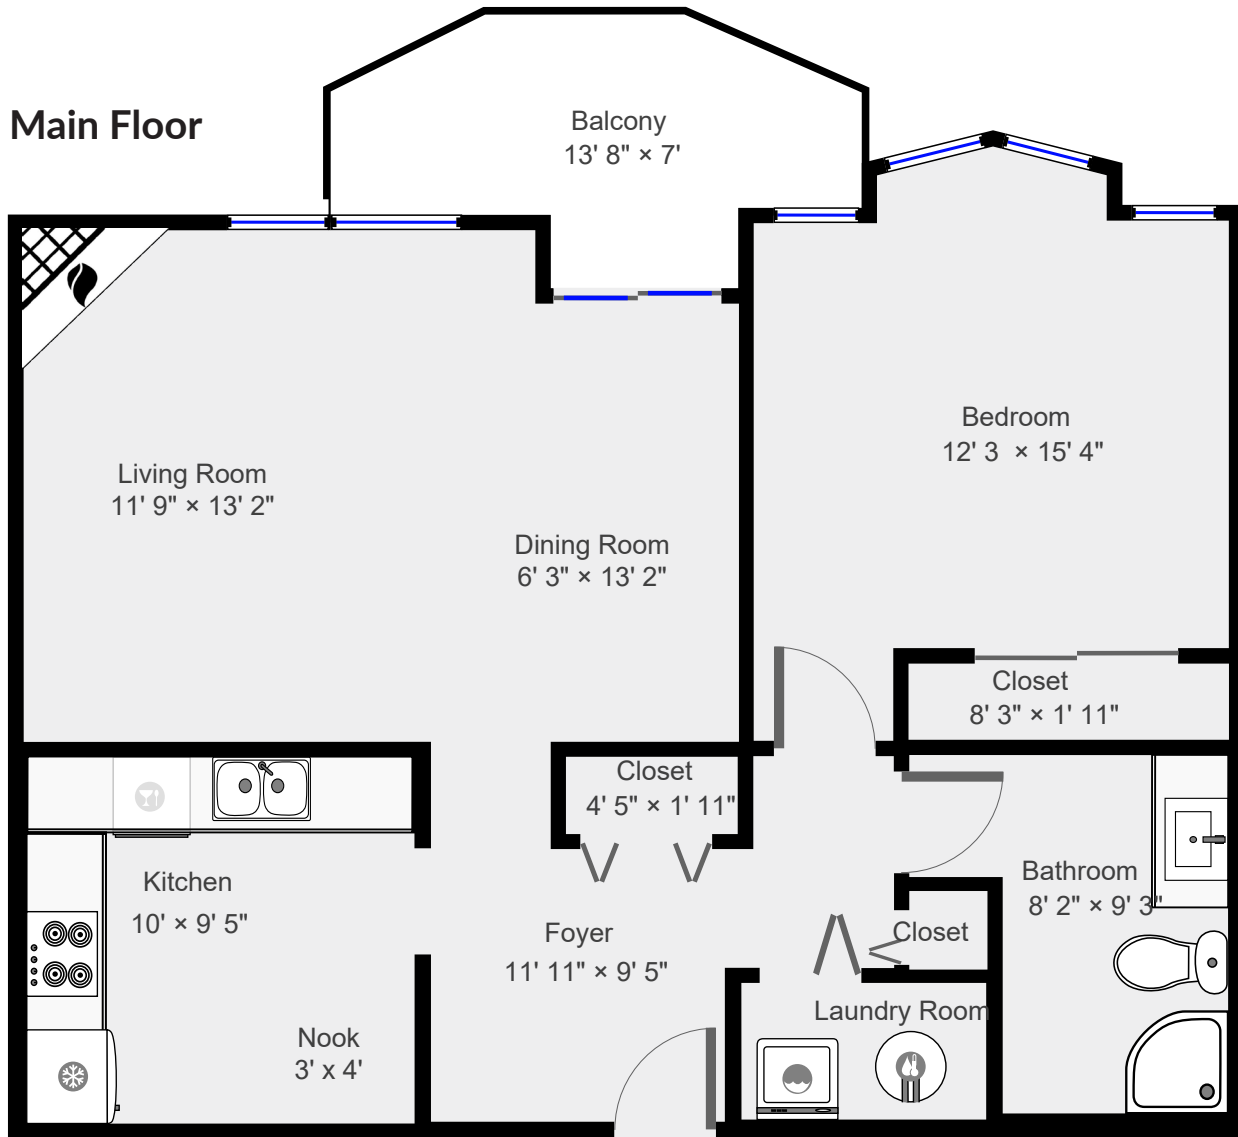 Main Floor
Balcony
13' 8" × 7'
Bedroom
12' 3  × 15' 4"
Living Room
11' 9" × 13' 2"
Dining Room
6' 3" × 13' 2"
Closet
8' 3" × 1' 11"
Closet
4' 5" × 1' 11"
Kitchen
10' × 9' 5"
Bathroom
8' 2" × 9' 3"
Foyer
11' 11" × 9' 5"
Closet
Laundry Room
Nook
3' x 4'